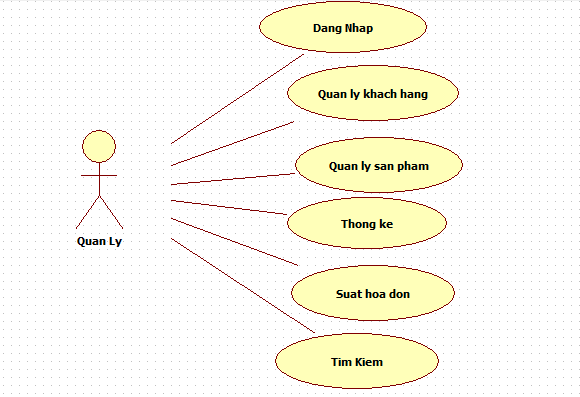 Dang Nhap
Quan ly khach hang
Quan ly san pham
Thong ke
Quan Ly
Suat hoa don
Tim Kiem